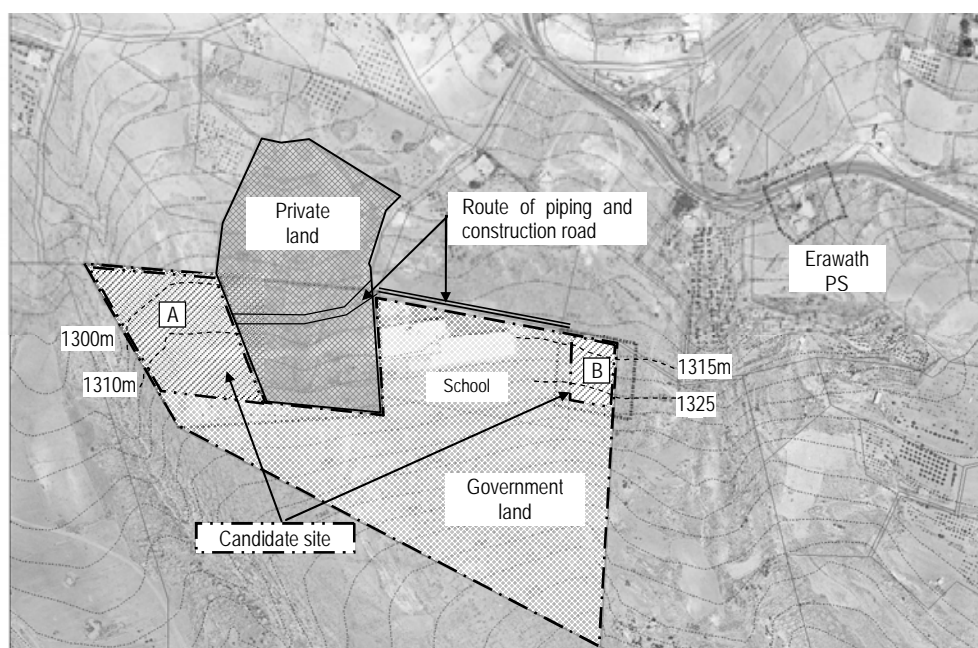 Private
land
Route of piping and
construction road
Erawath
PS
A
1300m
1310m
School
B
1315m
1325
Government
land
Candidate site